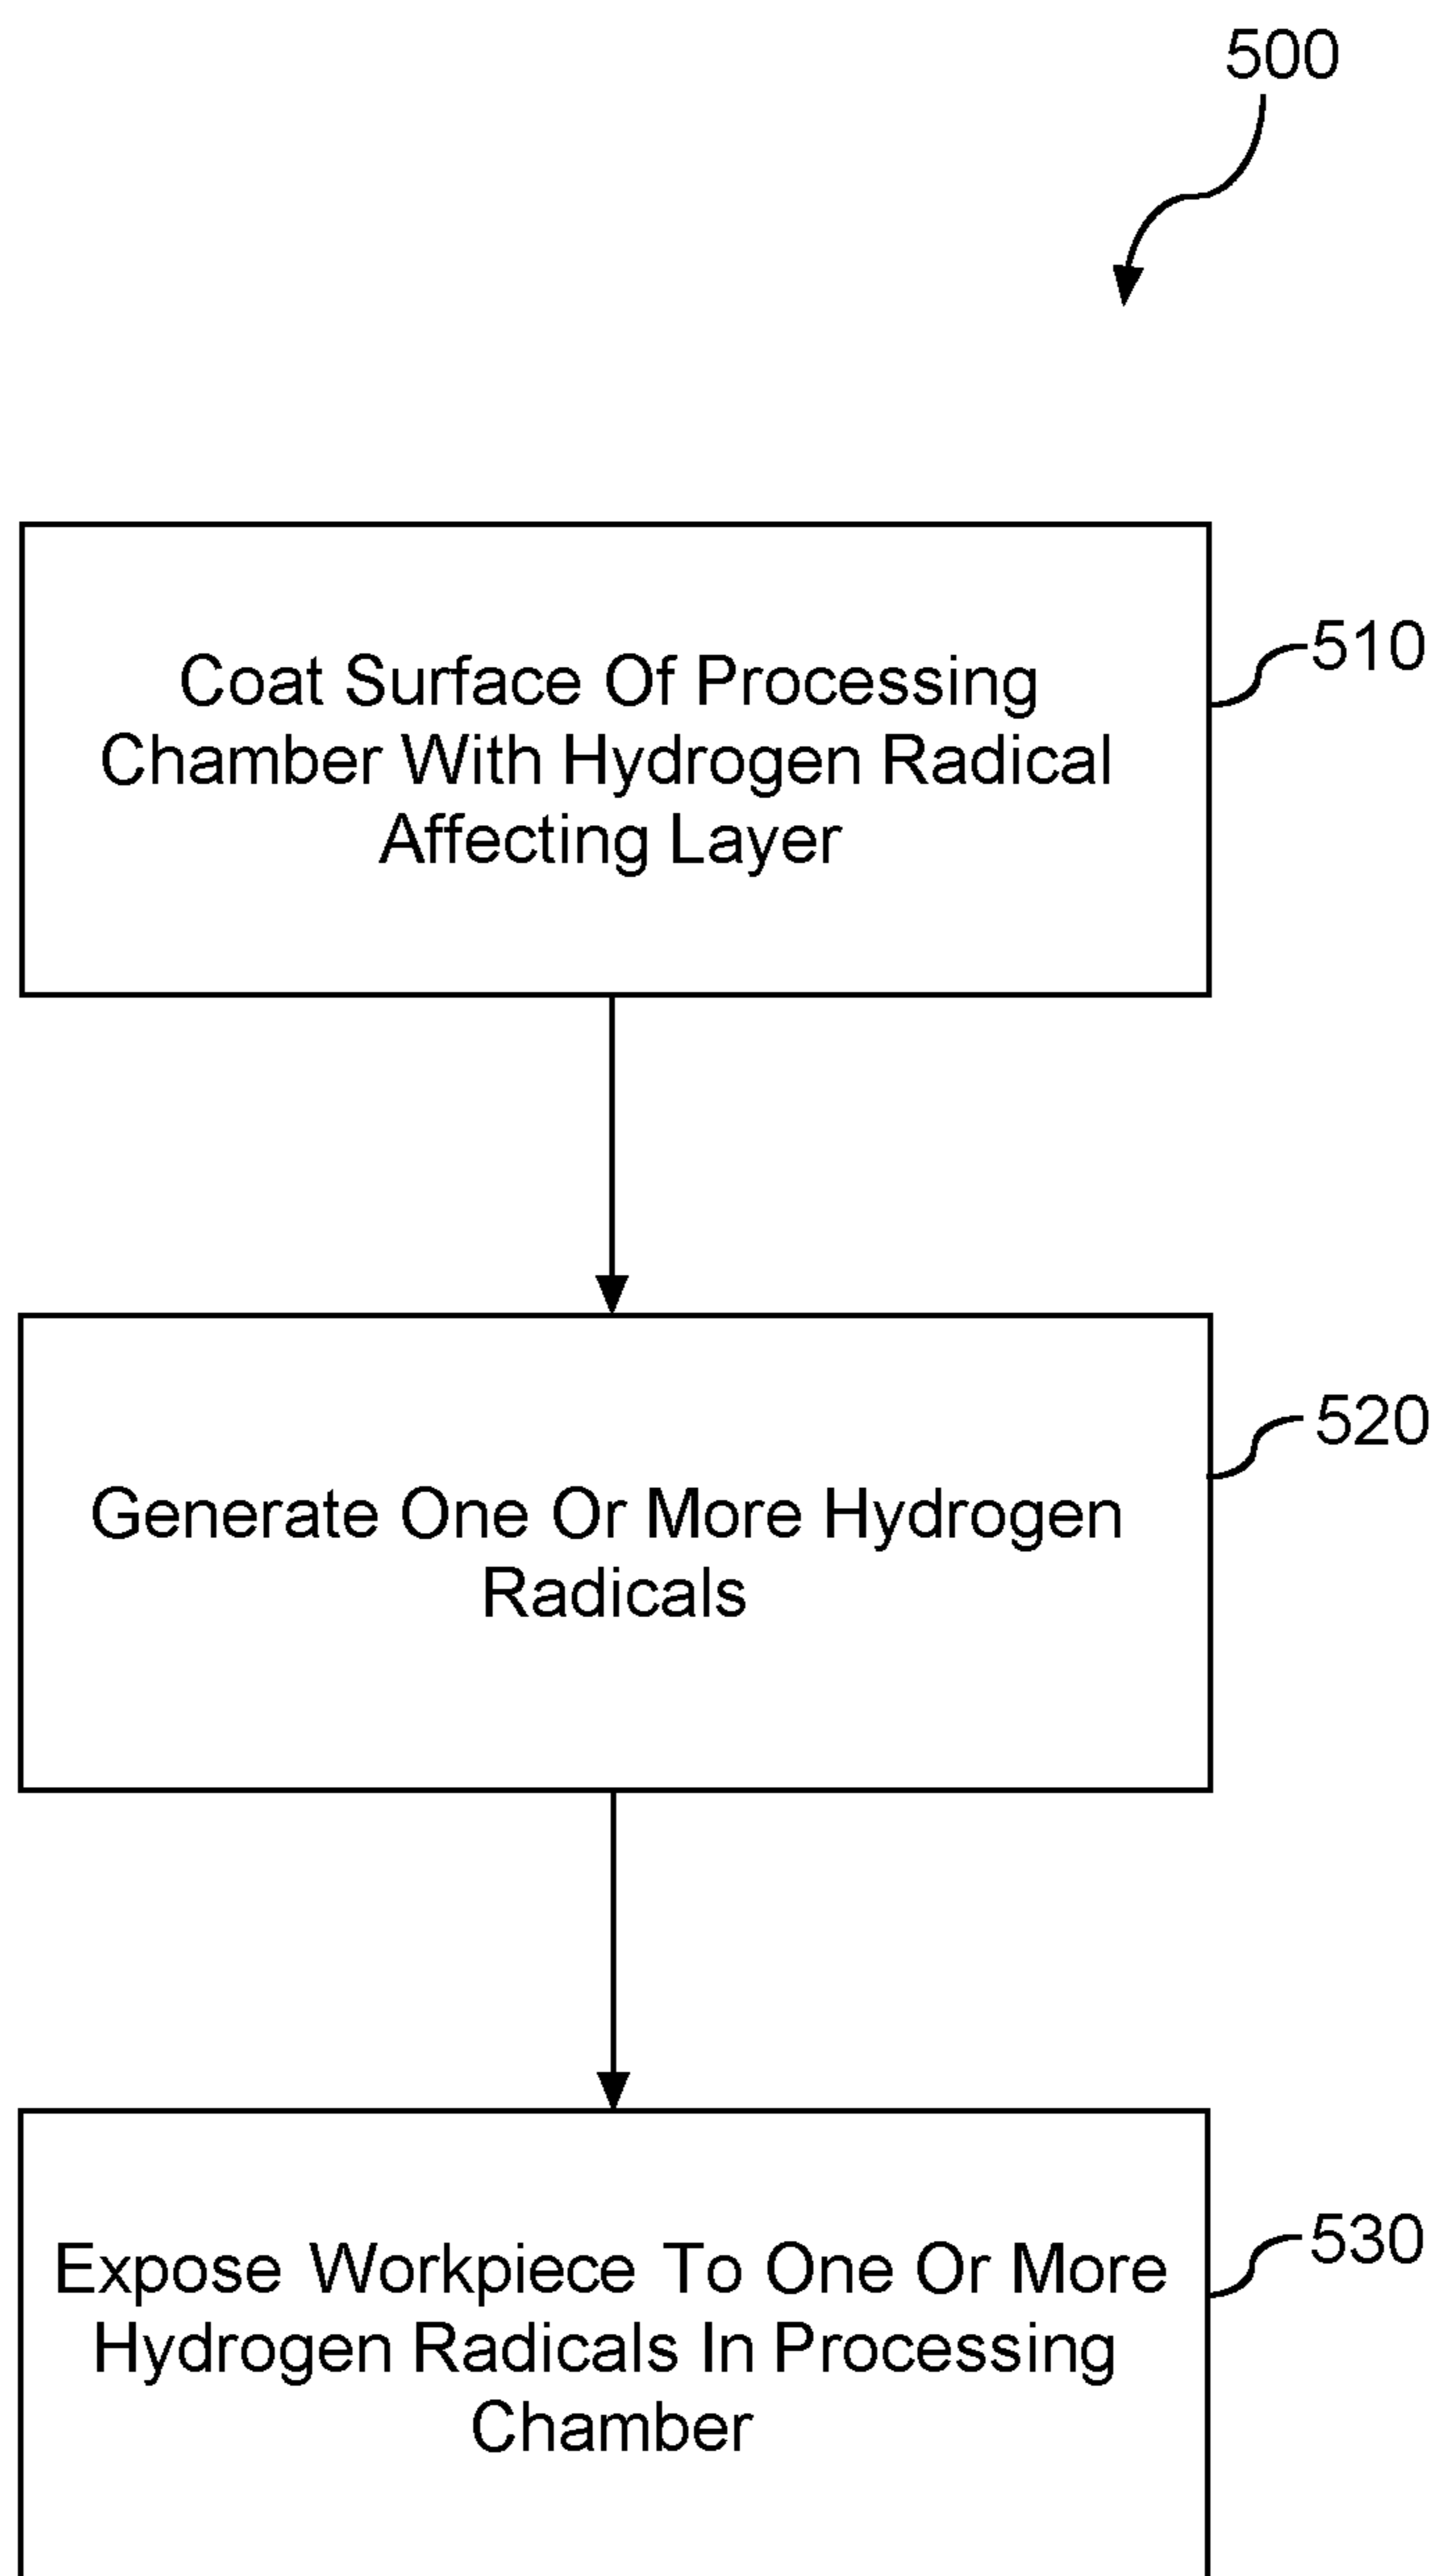 500
Coat Surface Of Processing
Chamber With Hydrogen Radical
Affecting Layer
510
Generate One Or More Hydrogen
Radicals
520
Expose Workpiece To One Or More
Hydrogen Radicals In Processing
Chamber
530